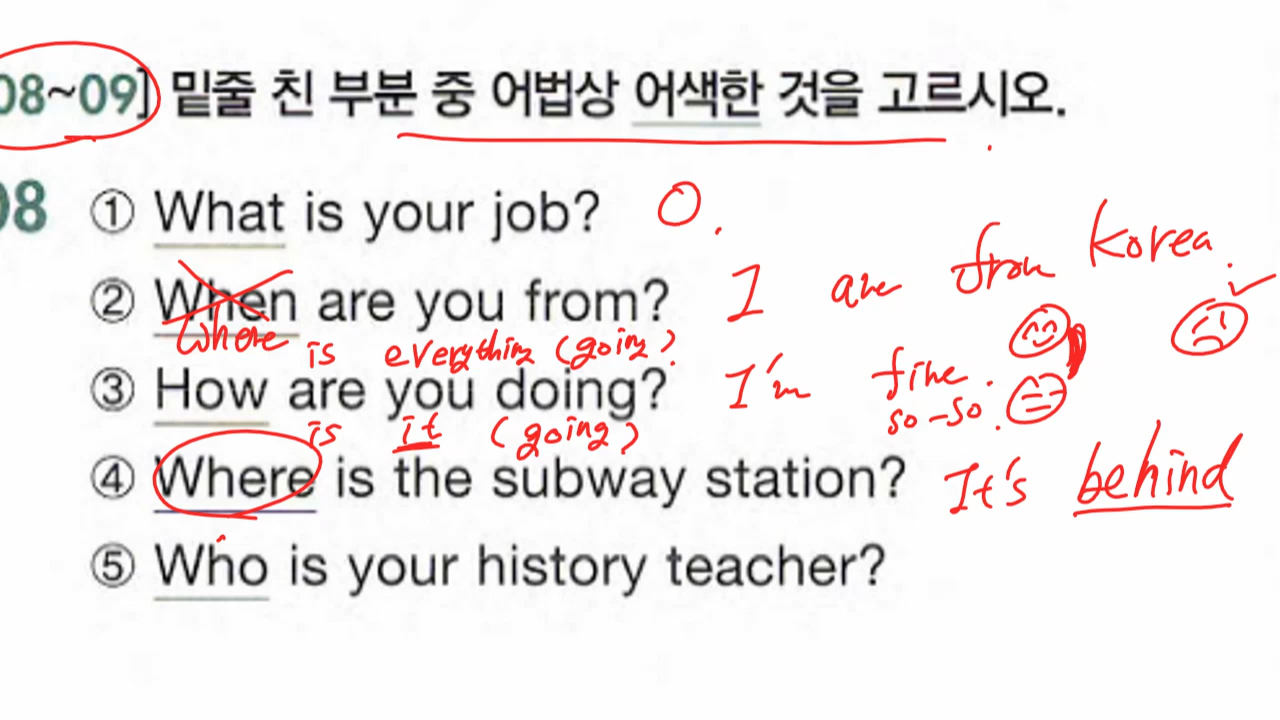 08~09] 밑줄 친 부분 중 어법상 어색한 것을 고르시오.
08 ① What is your job? O.
② When are you from? I are from Korea.
where is everything (going)?
③ How are you doing? I'm fine.
so-so.
is it (going)
④ Where is the subway station? It's behind
⑤ Who is your history teacher?